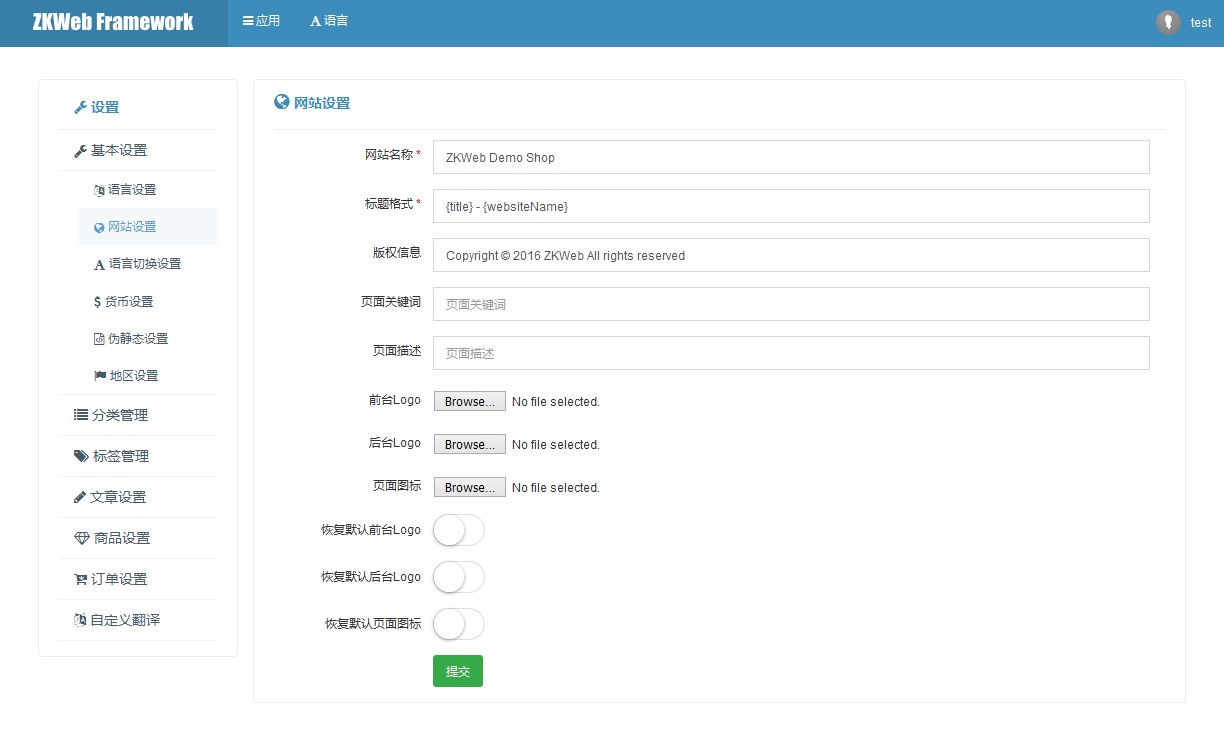 ZKWeb Framework
应用
语言
test
设置
基本设置
语言设置
网站设置
语言切换设置
货币设置
伪静态设置
地区设置
分类管理
标签管理
文章设置
商品设置
订单设置
自定义翻译
网站设置
网站名称 * ZKWeb Demo Shop
标题格式 * {title} - {websiteName}
版权信息 Copyright © 2016 ZKWeb All rights reserved
页面关键词 页面关键词
页面描述 页面描述
前台Logo Browse... No file selected.
后台Logo Browse... No file selected.
页面图标 Browse... No file selected.
恢复默认前台Logo
恢复默认后台Logo
恢复默认页面图标
提交